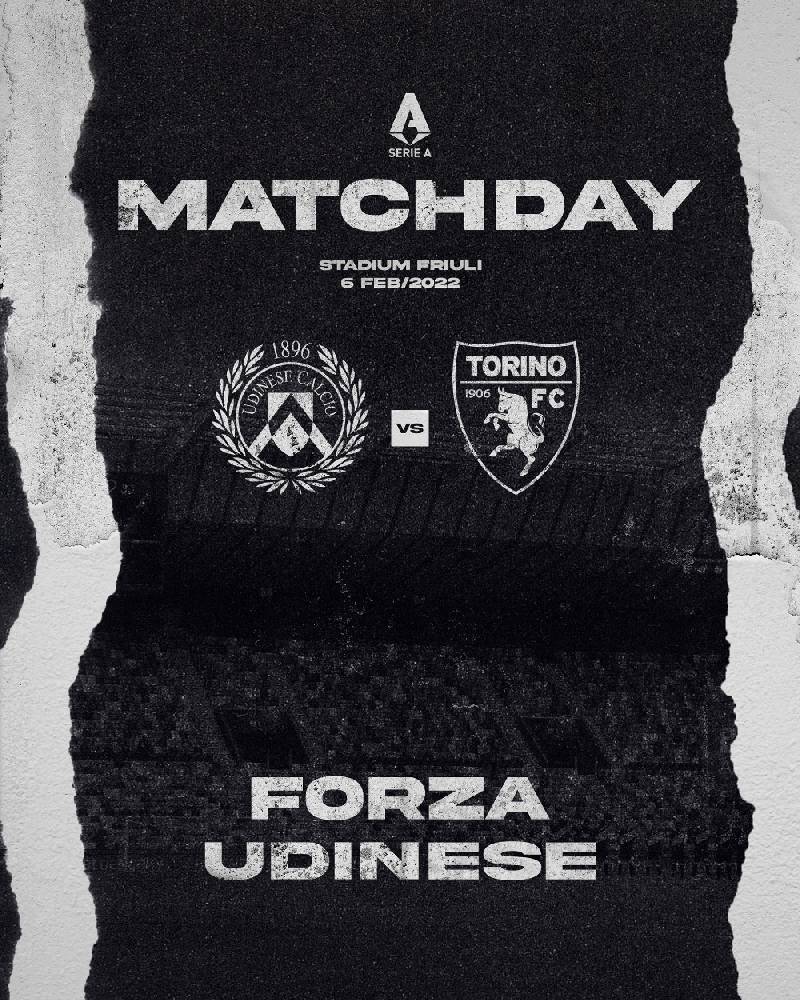 SERIE A
MATCHDAY
STADIUM FRIULI
6 FEB/2022
1896
UDINESE CALCIO
VS
TORINO
1906 FC
FORZA
UDINESE